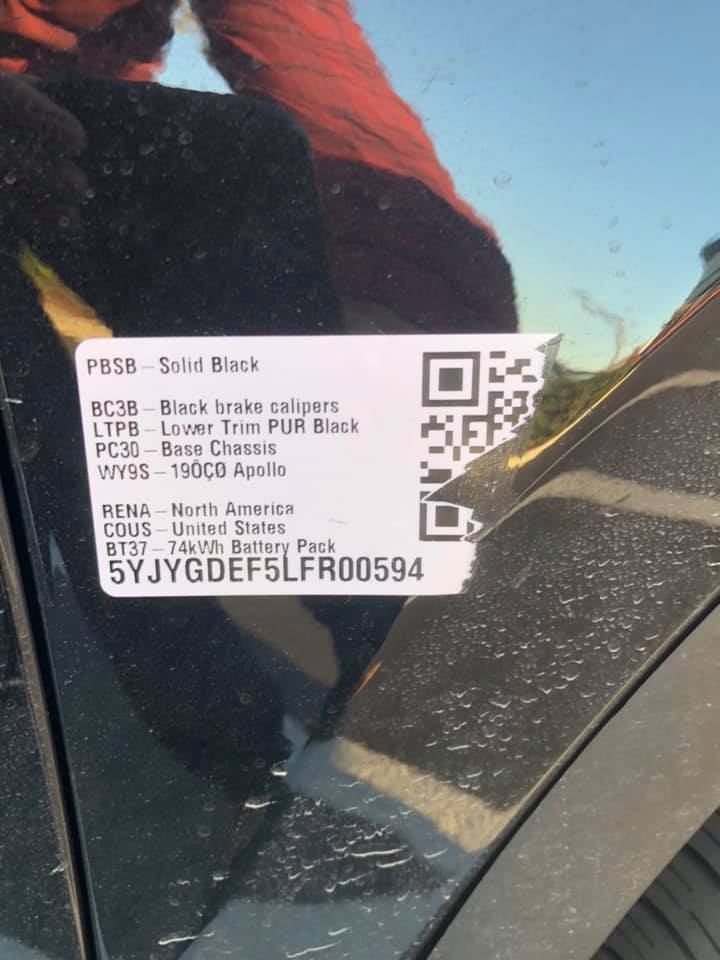 PBSB – Solid Black
BC3B – Black brake calipers
LTPB – Lower Trim PUR Black
PC30 – Base Chassis
WY9S – 19ÔÇØ Apollo
RENA – North America
COUS – United States
BT37 – 74kWh Battery Pack
5YJYGDEF5LFR00594